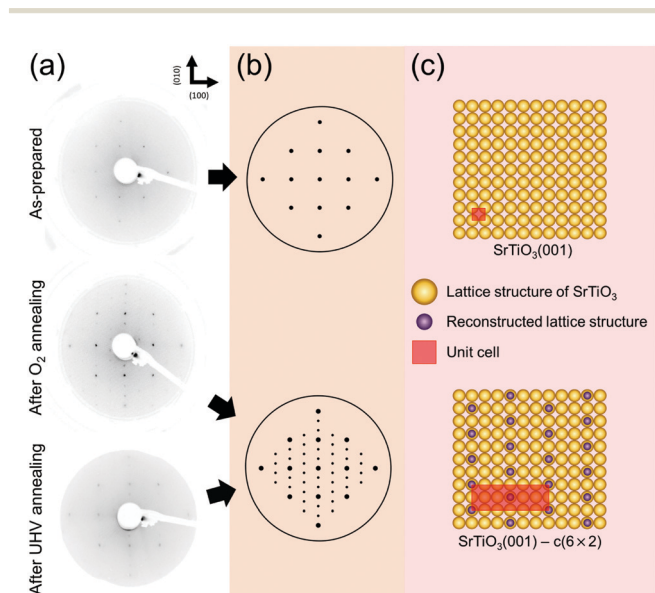 (a)
(b)
(c)
(010)
(100)
As-prepared
After O₂ annealing
After UHV annealing
SrTiO₃(001)
Lattice structure of SrTiO₃
Reconstructed lattice structure
Unit cell
SrTiO₃(001) – c(6×2)